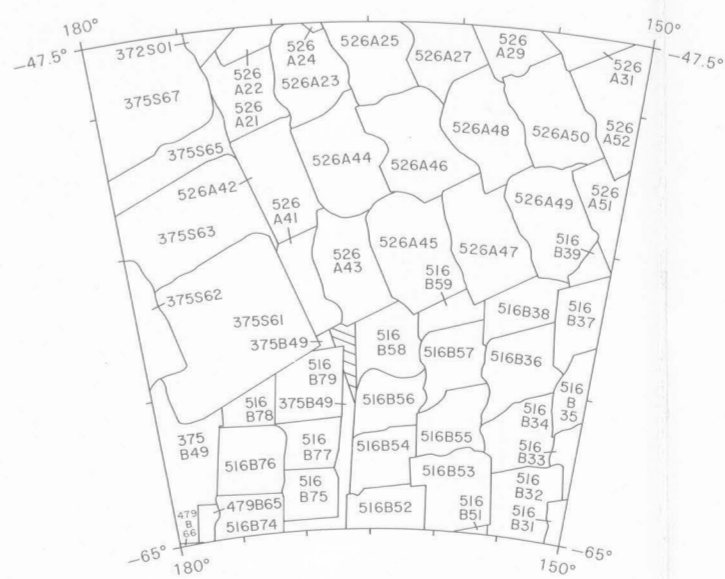 180°
150°
−47.5°
−47.5°
372S01
526
A24
526A25
526A27
526
A29
526
A31
526
A22
526A23
375S67
526
A21
526A48
526A50
526
A52
375S65
526A44
526A46
526A42
526
A41
526A49
526
A51
375S63
526
A43
526A45
526A47
516
B39
516
B59
375S62
375S61
516B38
516
B37
375B49
516
B58
516B57
516B36
516
B79
516
B
35
516
B78
375B49
516B56
516
B34
375
B49
516
B77
516B54
516B55
516
B33
516B76
516
B75
516B53
516
B32
479B65
516B52
516
B51
516
B31
479
B
66
516B74
−65°
−65°
180°
150°